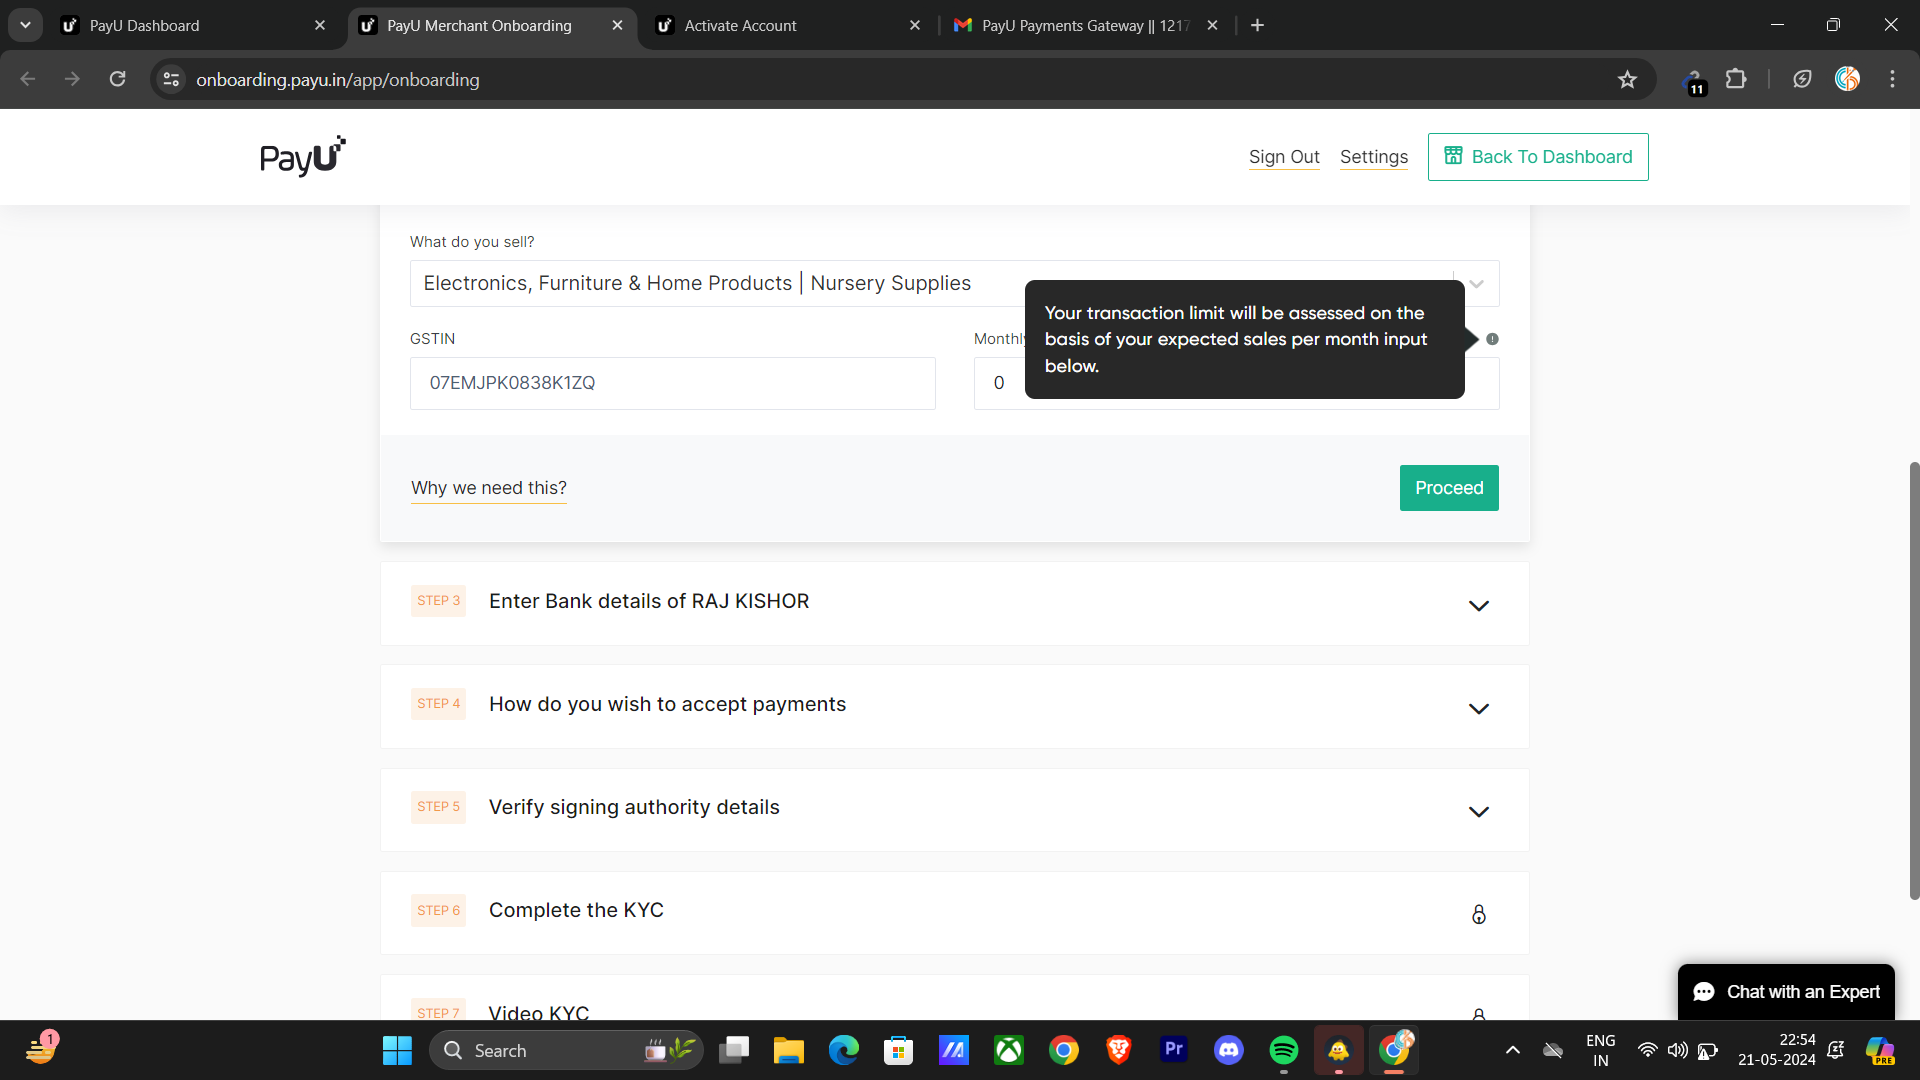 PayU Dashboard
PayU Merchant Onboarding
Activate Account
PayU Payments Gateway || 1217
onboarding.payu.in/app/onboarding
11
PayU
Sign Out
Settings
Back To Dashboard
What do you sell?
Electronics, Furniture & Home Products | Nursery Supplies
Your transaction limit will be assessed on the
basis of your expected sales per month input
below.
GSTIN
Monthly
07EMJPK0838K1ZQ
0
Why we need this?
Proceed
STEP 3
Enter Bank details of RAJ KISHOR
STEP 4
How do you wish to accept payments
STEP 5
Verify signing authority details
STEP 6
Complete the KYC
STEP 7
Video KYC
Chat with an Expert
1
Search
Pr
ENG
IN
22:54
21-05-2024
PRE